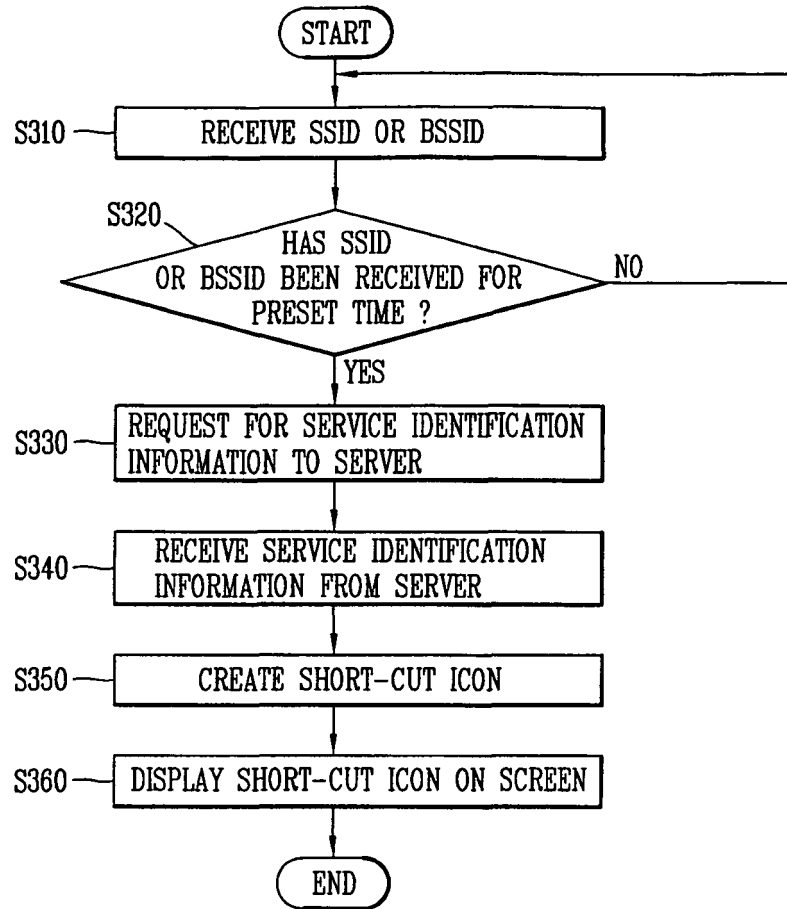 START
S310
RECEIVE SSID OR BSSID
S320
HAS SSID
OR BSSID BEEN RECEIVED FOR
PRESET TIME ?
NO
YES
S330
REQUEST FOR SERVICE IDENTIFICATION
INFORMATION TO SERVER
S340
RECEIVE SERVICE IDENTIFICATION
INFORMATION FROM SERVER
S350
CREATE SHORT-CUT ICON
S360
DISPLAY SHORT-CUT ICON ON SCREEN
END